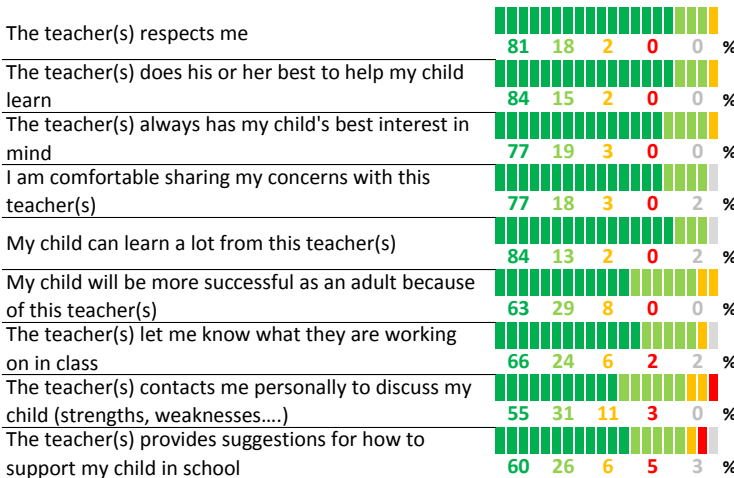 The teacher(s) respects me
81 18 2 0 0 %
The teacher(s) does his or her best to help my child
learn
84 15 2 0 0 %
The teacher(s) always has my child's best interest in
mind
77 19 3 0 0 %
I am comfortable sharing my concerns with this
teacher(s)
77 18 3 0 2 %
My child can learn a lot from this teacher(s)
84 13 2 0 2 %
My child will be more successful as an adult because
of this teacher(s)
63 29 8 0 0 %
The teacher(s) let me know what they are working
on in class
66 24 6 2 2 %
The teacher(s) contacts me personally to discuss my
child (strengths, weaknesses....)
55 31 11 3 0 %
The teacher(s) provides suggestions for how to
support my child in school
60 26 6 5 3 %